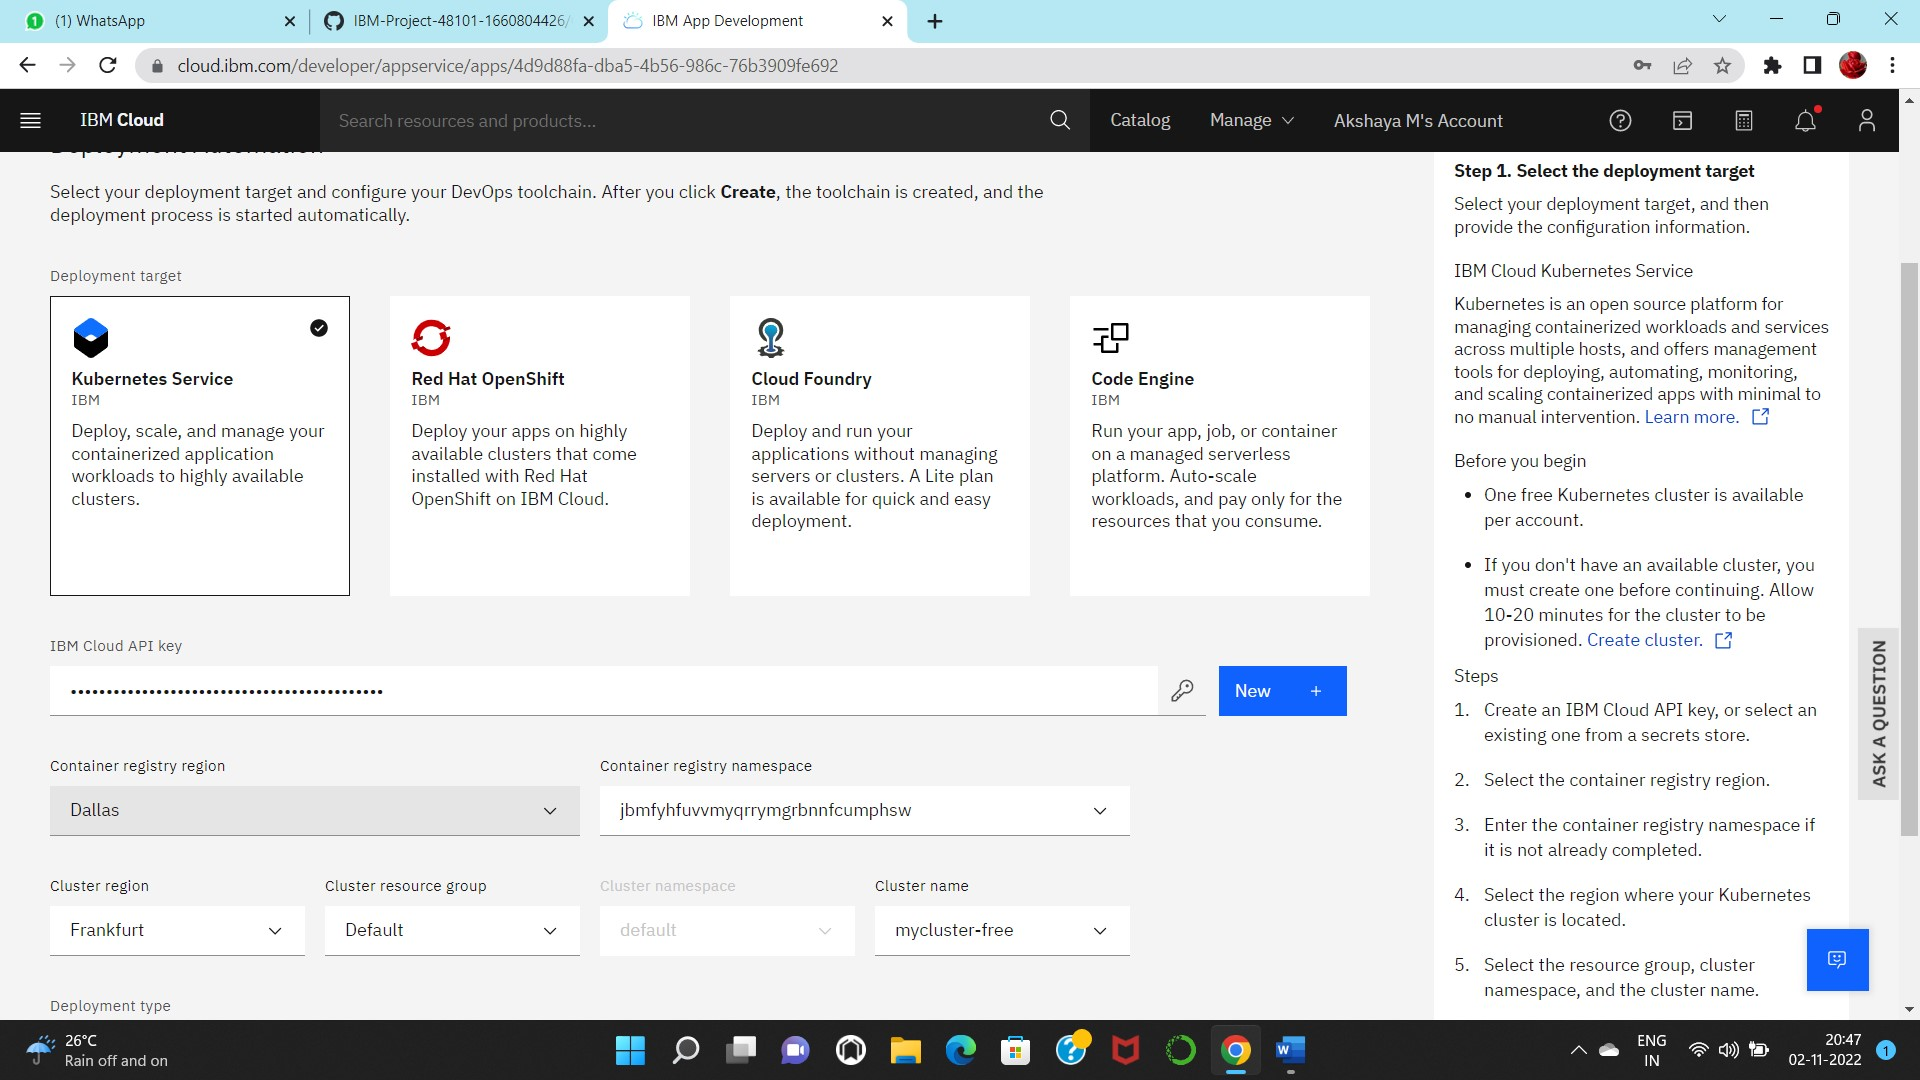 (1) WhatsApp
IBM-Project-48101-1660804426/
IBM App Development
cloud.ibm.com/developer/appservice/apps/4d9d88fa-dba5-4b56-986c-76b3909fe692
IBM Cloud
Search resources and products...
Catalog
Manage
Akshaya M's Account
Deployment Automation
Select your deployment target and configure your DevOps toolchain. After you click Create, the toolchain is created, and the
deployment process is started automatically.
Deployment target
Kubernetes Service
IBM
Deploy, scale, and manage your
containerized application
workloads to highly available
clusters.
Red Hat OpenShift
IBM
Deploy your apps on highly
available clusters that come
installed with Red Hat
OpenShift on IBM Cloud.
Cloud Foundry
IBM
Deploy and run your
applications without managing
servers or clusters. A Lite plan
is available for quick and easy
deployment.
Code Engine
IBM
Run your app, job, or container
on a managed serverless
platform. Auto-scale
workloads, and pay only for the
resources that you consume.
IBM Cloud API key
••••••••••••••••••••••••••••••••••••••••••••
New +
Container registry region
Dallas
Container registry namespace
jbmfyhfuvvmyqrrymgrbnnfcumphsw
Cluster region
Frankfurt
Cluster resource group
Default
Cluster namespace
default
Cluster name
mycluster-free
Deployment type
Step 1. Select the deployment target
Select your deployment target, and then
provide the configuration information.
IBM Cloud Kubernetes Service
Kubernetes is an open source platform for
managing containerized workloads and services
across multiple hosts, and offers management
tools for deploying, automating, monitoring,
and scaling containerized apps with minimal to
no manual intervention. Learn more.
Before you begin
• One free Kubernetes cluster is available
per account.
• If you don't have an available cluster, you
must create one before continuing. Allow
10-20 minutes for the cluster to be
provisioned. Create cluster.
Steps
1. Create an IBM Cloud API key, or select an
existing one from a secrets store.
2. Select the container registry region.
3. Enter the container registry namespace if
it is not already completed.
4. Select the region where your Kubernetes
cluster is located.
5. Select the resource group, cluster
namespace, and the cluster name.
ASK A QUESTION
26°C
Rain off and on
ENG
IN
20:47
02-11-2022
1